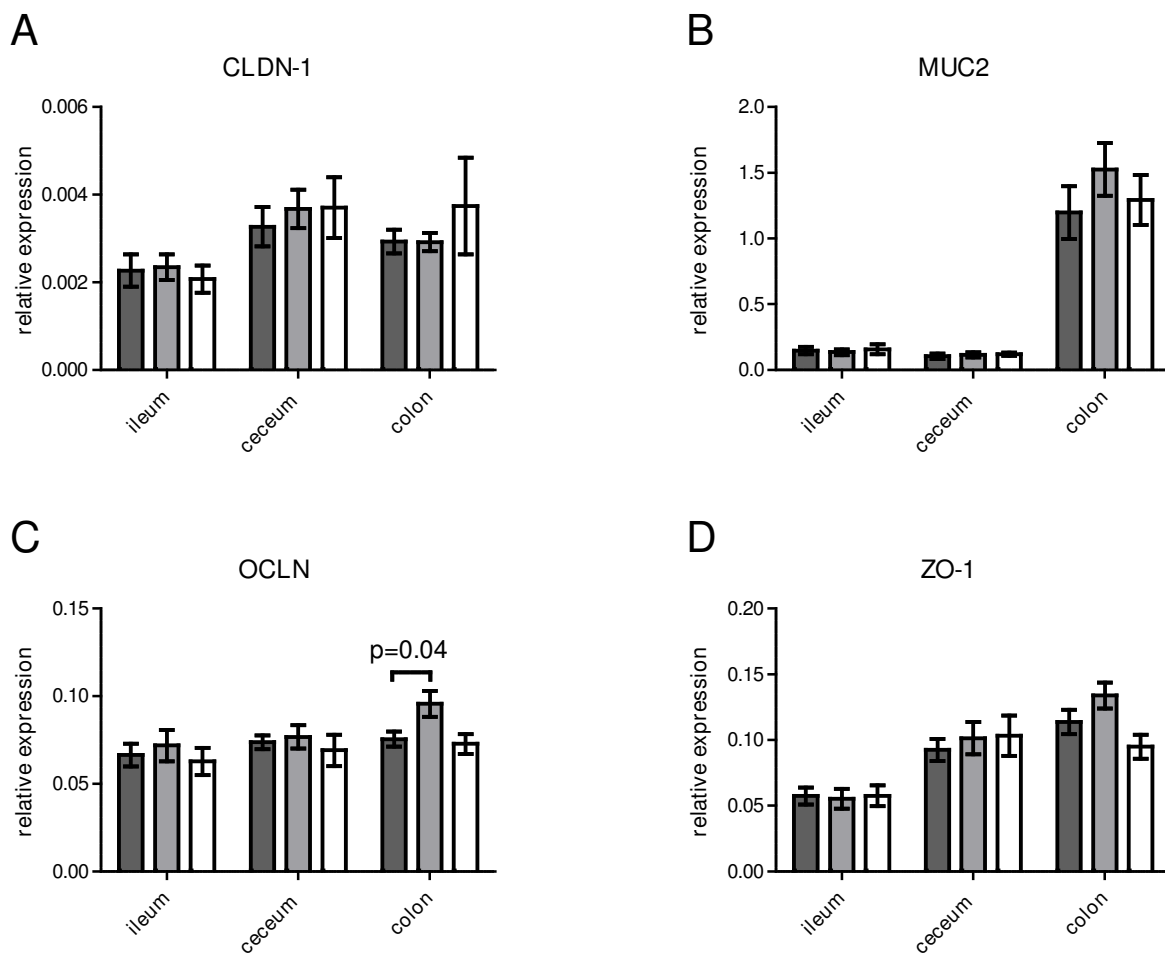 A
CLDN-1
relative expression
0.006
0.004
0.002
0.000
ileum
ceceum
colon
B
MUC2
relative expression
2.0
1.5
1.0
0.5
0.0
ileum
ceceum
colon
C
OCLN
relative expression
0.15
0.10
0.05
0.00
p=0.04
ileum
ceceum
colon
D
ZO-1
relative expression
0.20
0.15
0.10
0.05
0.00
ileum
ceceum
colon